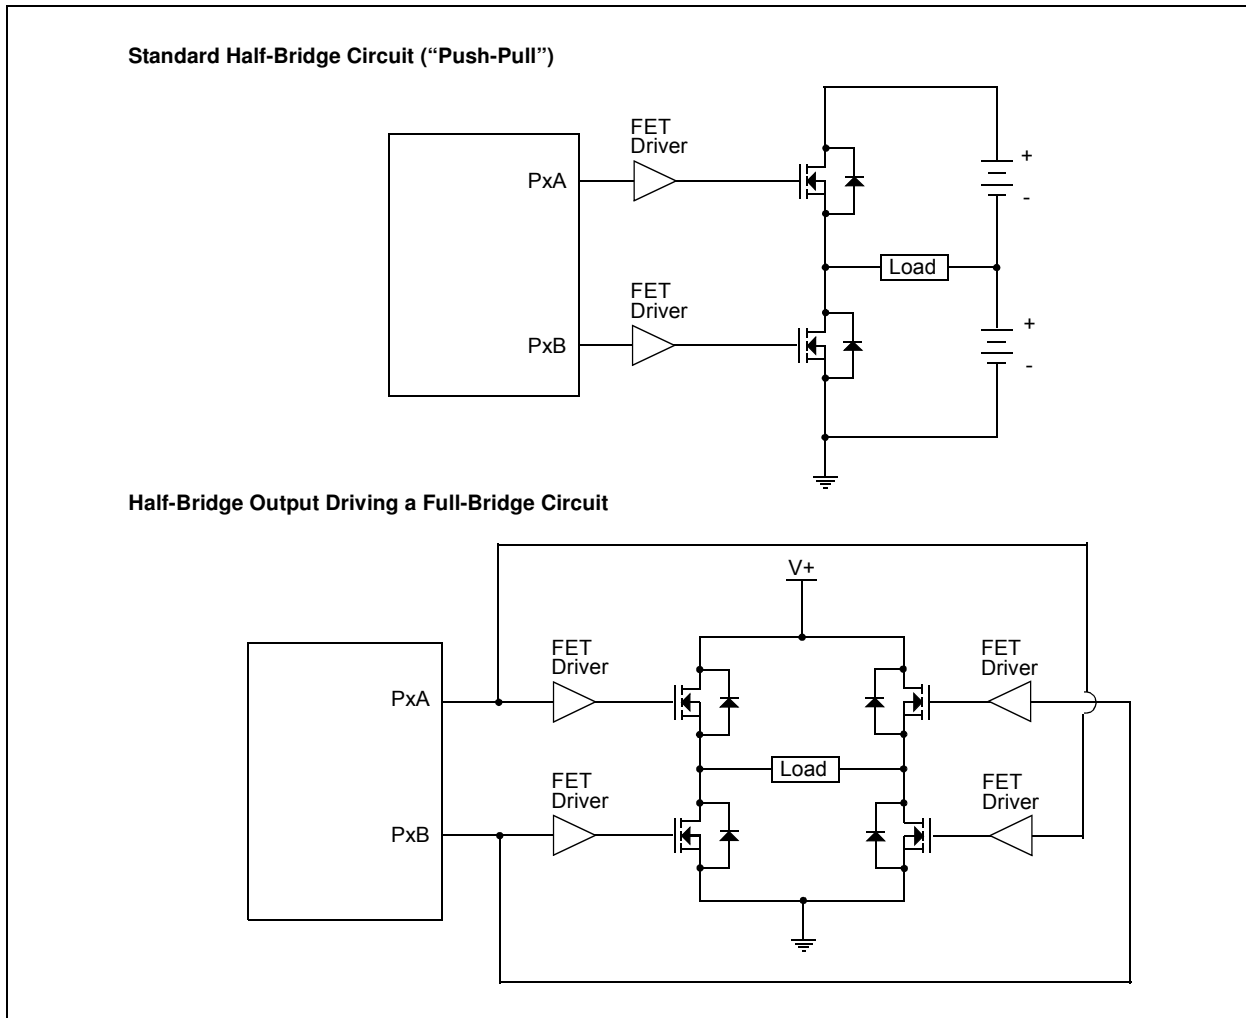 Standard Half-Bridge Circuit (“Push-Pull”)
FET
Driver
PxA
+
-
Load
FET
Driver
PxB
+
-
Half-Bridge Output Driving a Full-Bridge Circuit
V+
FET
Driver
FET
Driver
PxA
Load
FET
Driver
FET
Driver
PxB